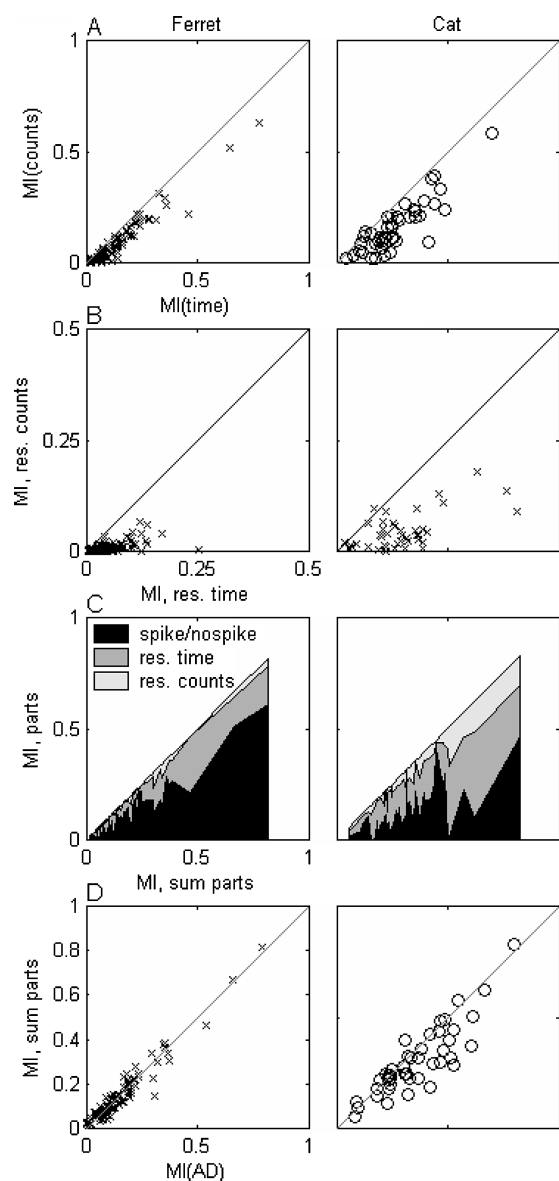 A
Ferret
Cat
1
MI(counts)
0.5
0
0
0.5
1
MI(time)
B
0.5
MI, res. counts
0.25
0
0
0.25
0.5
MI, res. time
C
1
spike/nospike
res. time
res. counts
MI, parts
0.5
0
0
0.5
1
MI, sum parts
D
1
0.8
0.6
MI, sum parts
0.4
0.2
0
0
0.5
1
MI(AD)